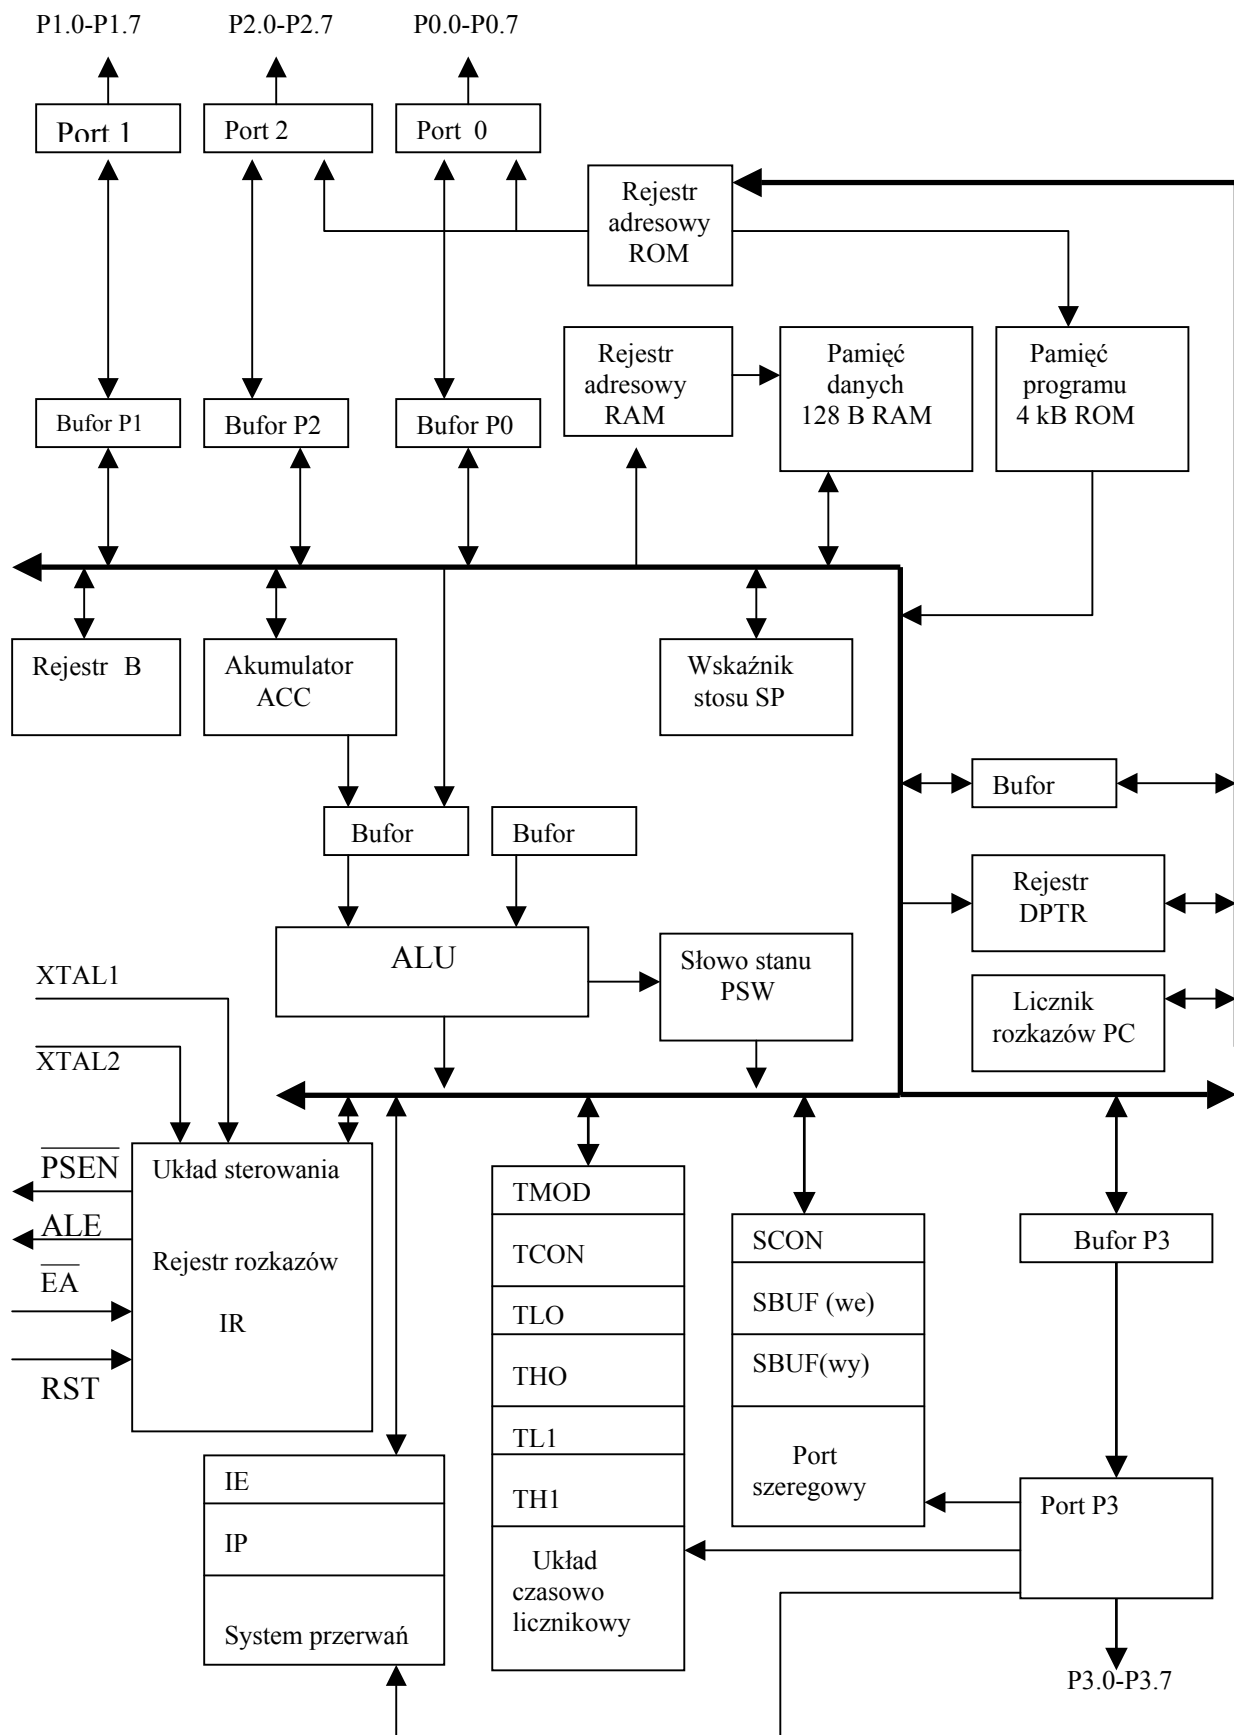 P1.0-P1.7
P2.0-P2.7
P0.0-P0.7
Port 1
Port 2
Port 0
Rejestr
adresowy
ROM
Rejestr
adresowy
RAM
Pamięć
danych
128 B RAM
Pamięć
programu
4 kB ROM
Bufor P1
Bufor P2
Bufor P0
Rejestr B
Akumulator
ACC
Wskaźnik
stosu SP
Bufor
Bufor
Bufor
Rejestr
DPTR
ALU
Słowo stanu
PSW
Licznik
rozkazów PC
XTAL1
XTAL2
PSEN
ALE
EA
RST
Układ sterowania
Rejestr rozkazów
IR
TMOD
TCON
TLO
THO
TL1
TH1
Układ
czasowo
licznikowy
SCON
SBUF (we)
SBUF(wy)
Port
szeregowy
Bufor P3
Port P3
P3.0-P3.7
IE
IP
System przerwań